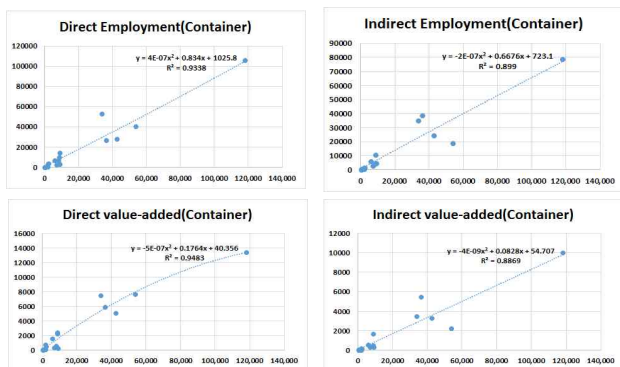 Direct Employment(Container)
y = 4E-07x² + 0.834x + 1025.8
R² = 0.9338
120000
100000
80000
60000
40000
20000
0
0 20,000 40,000 60,000 80,000 100,000 120,000 140,000
Indirect Employment(Container)
y = -2E-07x² + 0.6676x + 723.1
R² = 0.899
90000
80000
70000
60000
50000
40000
30000
20000
10000
0
0 20,000 40,000 60,000 80,000 100,000 120,000 140,000
Direct value-added(Container)
y = -5E-07x² + 0.1764x + 40.356
R² = 0.9483
16000
14000
12000
10000
8000
6000
4000
2000
0
0 20,000 40,000 60,000 80,000 100,000 120,000 140,000
Indirect value-added(Container)
y = -4E-09x² + 0.0828x + 54.707
R² = 0.8869
12000
10000
8000
6000
4000
2000
0
0 20,000 40,000 60,000 80,000 100,000 120,000 140,000